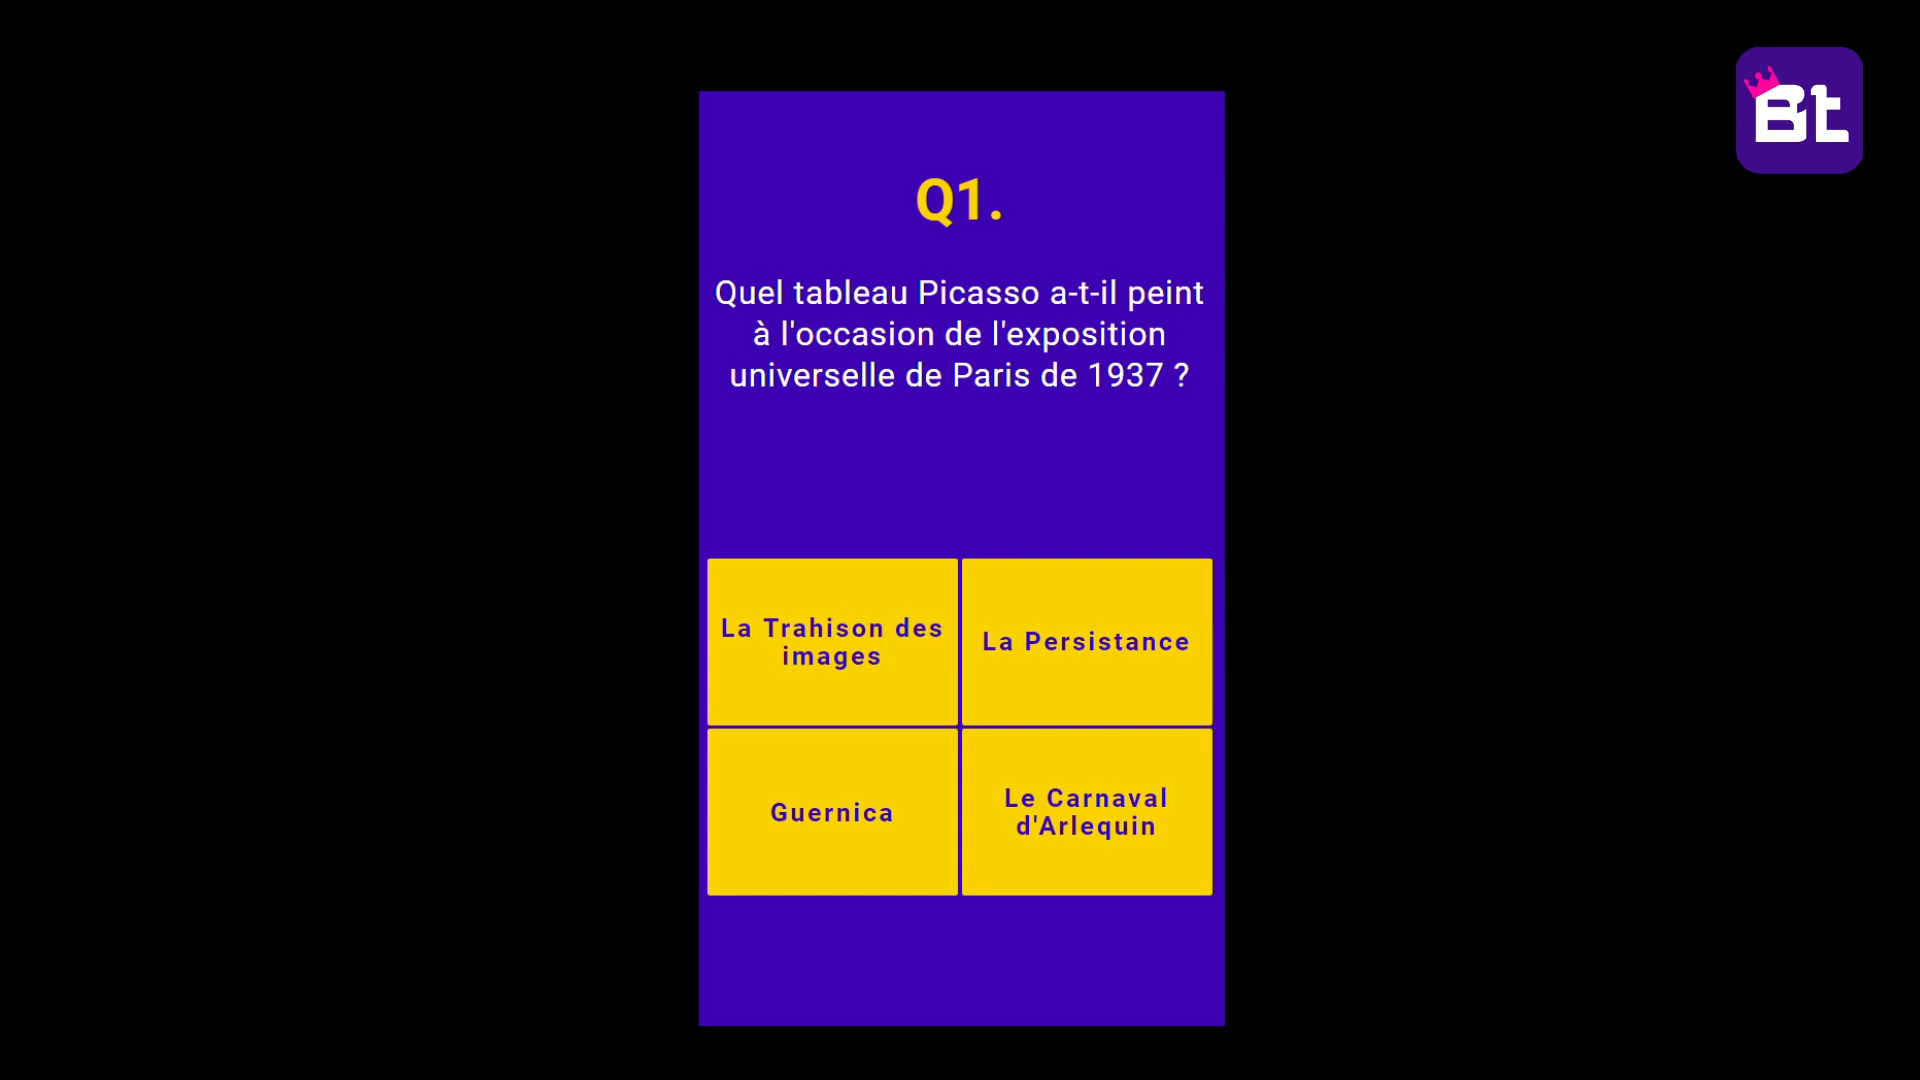 Bt
Q1.
Quel tableau Picasso a-t-il peint
à l'occasion de l'exposition
universelle de Paris de 1937 ?
La Trahison des
images
La Persistance
Guernica
Le Carnaval
d'Arlequin